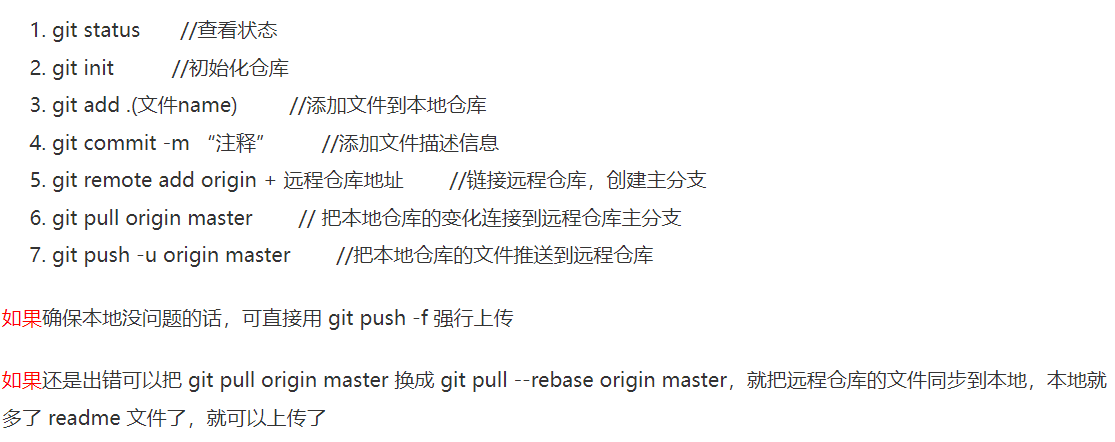 1. git status //查看状态
2. git init //初始化仓库
3. git add .(文件name) //添加文件到本地仓库
4. git commit -m “注释” //添加文件描述信息
5. git remote add origin + 远程仓库地址 //链接远程仓库，创建主分支
6. git pull origin master // 把本地仓库的变化连接到远程仓库主分支
7. git push -u origin master //把本地仓库的文件推送到远程仓库
如果确保本地没问题的话，可直接用 git push -f 强行上传
如果还是出错可以把 git pull origin master 换成 git pull --rebase origin master，就把远程仓库的文件同步到本地，本地就
多了 readme 文件了，就可以上传了